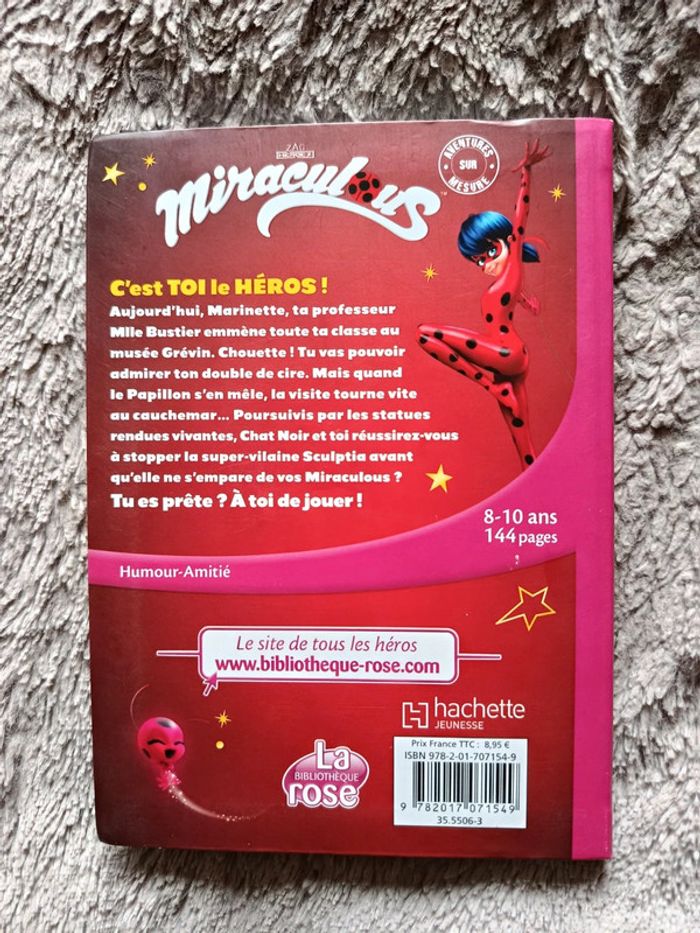 ZAG
Miraculous
TM
AVENTURES
SUR
MESURE
C'est TOI le HÉROS !
Aujourd'hui, Marinette, ta professeur
Mlle Bustier emmène toute ta classe au
musée Grévin. Chouette ! Tu vas pouvoir
admirer ton double de cire. Mais quand
le Papillon s'en mêle, la visite tourne vite
au cauchemar... Poursuivis par les statues
rendues vivantes, Chat Noir et toi réussirez-vous
à stopper la super-vilaine Sculptia avant
qu'elle ne s'empare de vos Miraculous ?
Tu es prête ? À toi de jouer !
8-10 ans
144 pages
Humour-Amitié
Le site de tous les héros
www.bibliotheque-rose.com
hachette
JEUNESSE
Prix France TTC : 8,95 €
ISBN 978-2-01-707154-9
9 782017 071549
35.5506-3
La
BIBLIOTHÈQUE
rose